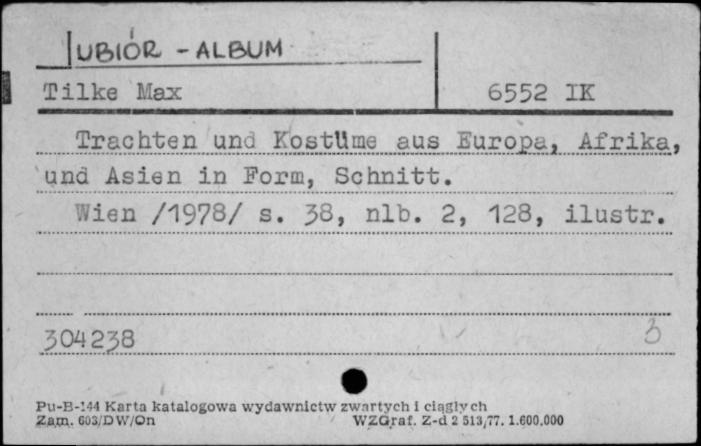 UBIÓR - ALBUM
Tilke Max 6552 IK
Trachten und Kostüme aus Europa, Afrika,
und Asien in Form, Schnitt.
Wien /1978/ s. 38, nlb. 2, 128, ilustr.
304238 3
Pu-B-144 Karta katalogowa wydawnictw zwartych i ciągłych
Zam. 603/DW/On WZGraf. Z-d 2 513/77. 1.600.000